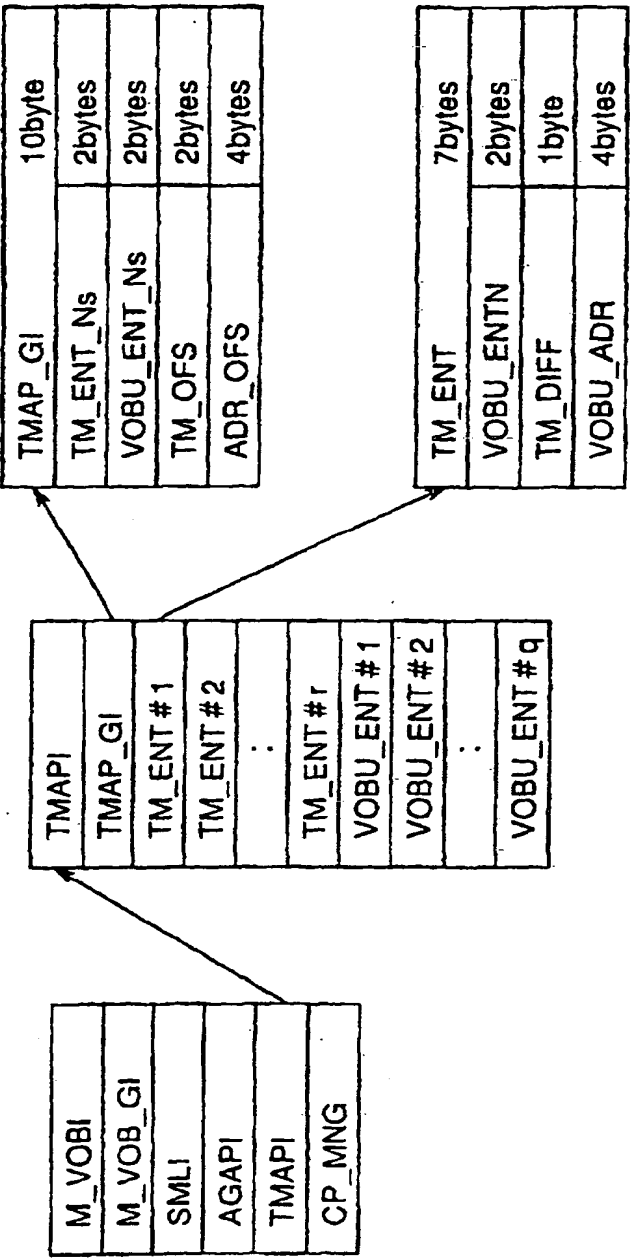 M_VOBI
M_VOB_GI
SMLI
AGAPI
TMAPI
CP_MNG
TMAPI
TMAP_GI
TM_ENT#1
TM_ENT#2
:
TM_ENT#r
VOBU_ENT#1
VOBU_ENT#2
:
VOBU_ENT#q
TMAP_GI 10byte
TM_ENT_Ns 2bytes
VOBU_ENT_Ns 2bytes
TM_OFS 2bytes
ADR_OFS 4bytes
TM_ENT 7bytes
VOBU_ENTN 2bytes
TM_DIFF 1byte
VOBU_ADR 4bytes